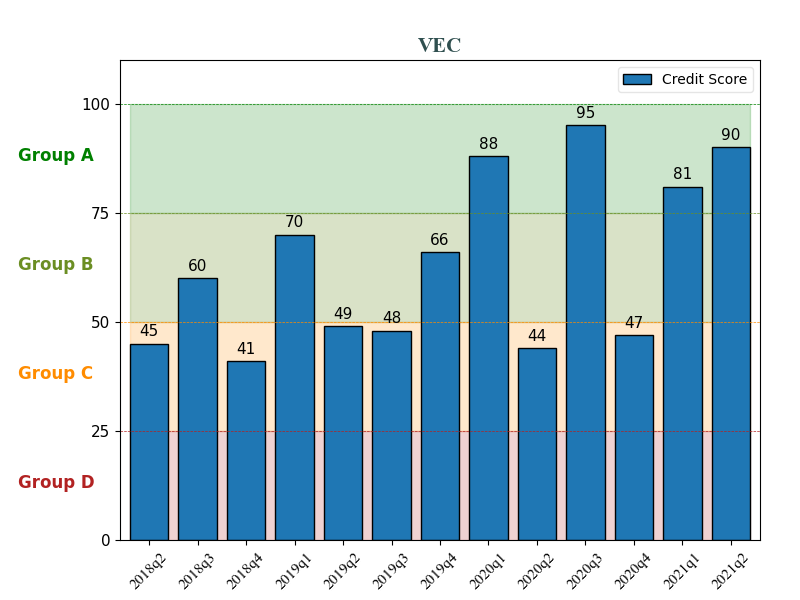 VEC
Credit Score
100
75
50
25
0
Group A
Group B
Group C
Group D
45
60
41
70
49
48
66
88
44
95
47
81
90
2018q2
2018q3
2018q4
2019q1
2019q2
2019q3
2019q4
2020q1
2020q2
2020q3
2020q4
2021q1
2021q2